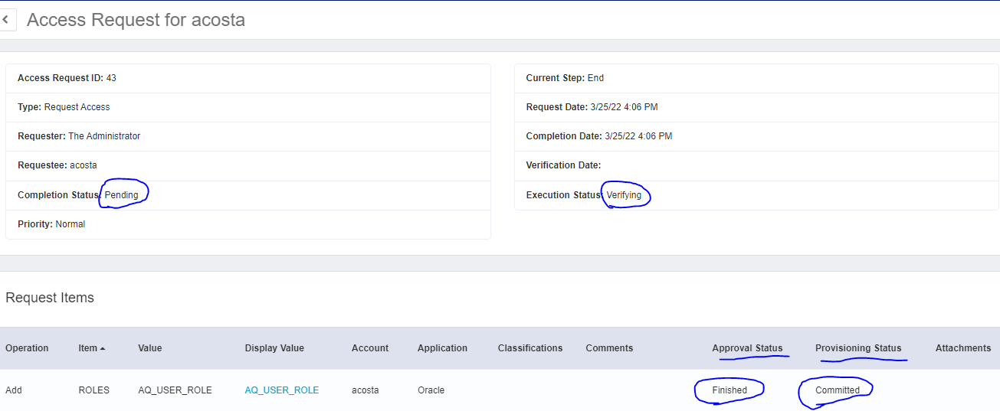 Access Request for acosta
Access Request ID: 43
Type: Request Access
Requester: The Administrator
Requestee: acosta
Completion Status: Pending
Priority: Normal
Current Step: End
Request Date: 3/25/22 4:06 PM
Completion Date: 3/25/22 4:06 PM
Verification Date:
Execution Status: Verifying
Request Items
Operation Item Value Display Value Account Application Classifications Comments Approval Status Provisioning Status Attachments
Add ROLES AQ_USER_ROLE AQ_USER_ROLE acosta Oracle Finished Committed